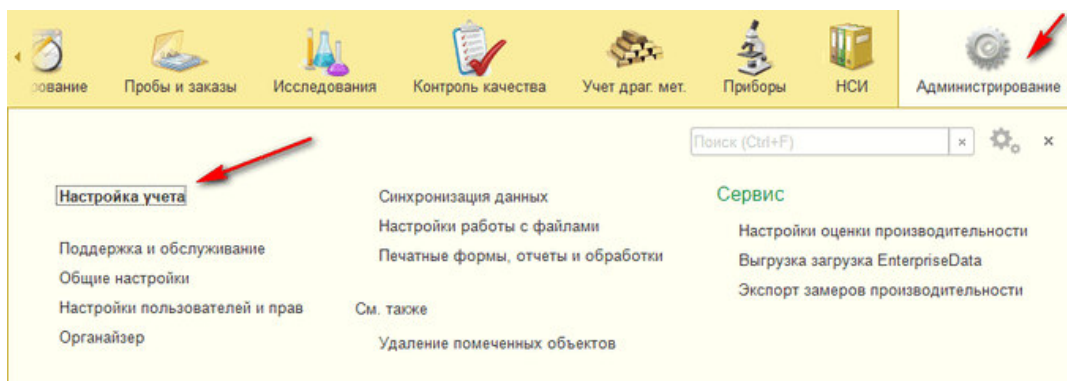 рование Пробы и заказы Исследования Контроль качества Учет драг. мет. Приборы НСИ Администрирование
Поиск (Ctrl+F)
Настройка учета
Поддержка и обслуживание
Общие настройки
Настройки пользователей и прав
Органайзер
Синхронизация данных
Настройки работы с файлами
Печатные формы, отчеты и обработки
См. также
Удаление помеченных объектов
Сервис
Настройки оценки производительности
Выгрузка загрузка EnterpriseData
Экспорт замеров производительности